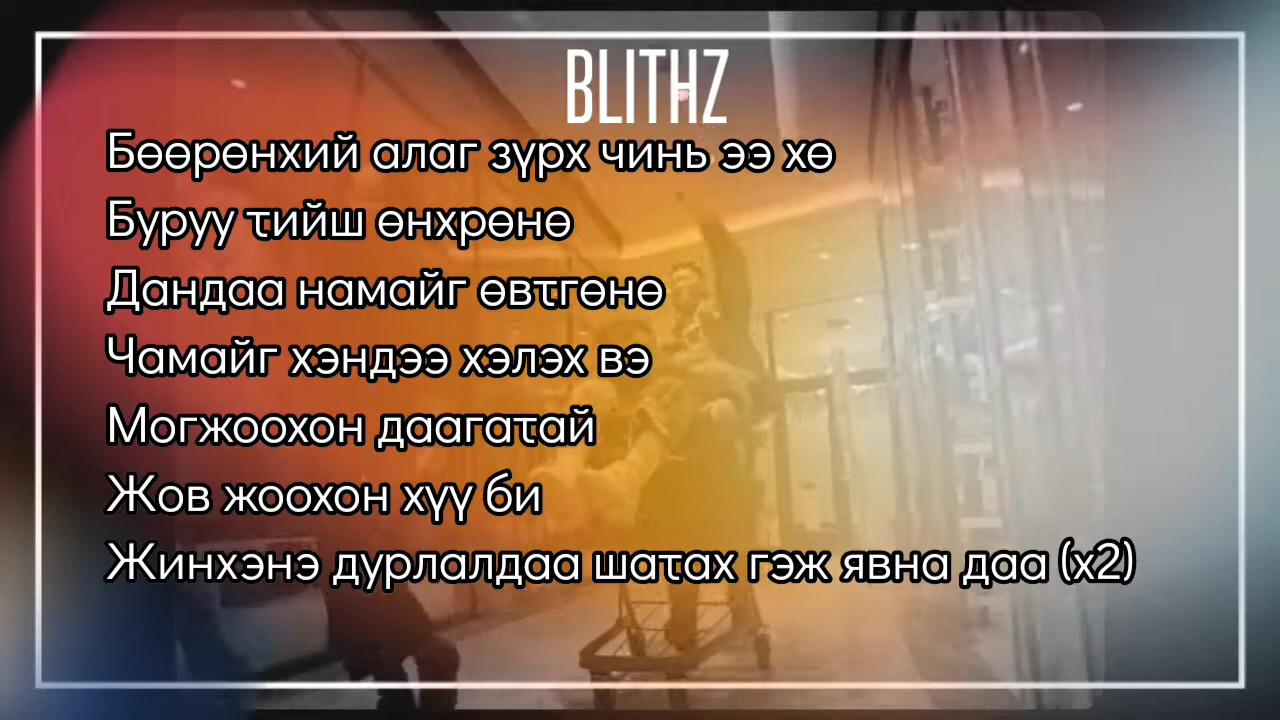 BLITHZ
Бөөрөнхий алаг зүрх чинь ээ хө
Буруу тийш өнхрөнө
Дандаа намайг өвтгөнө
Чамайг хэндээ хэлэх вэ
Могжоохон даагатай
Жов жоохон хүү би
Жинхэнэ дурлалдаа шатах гэж явна даа (х2)